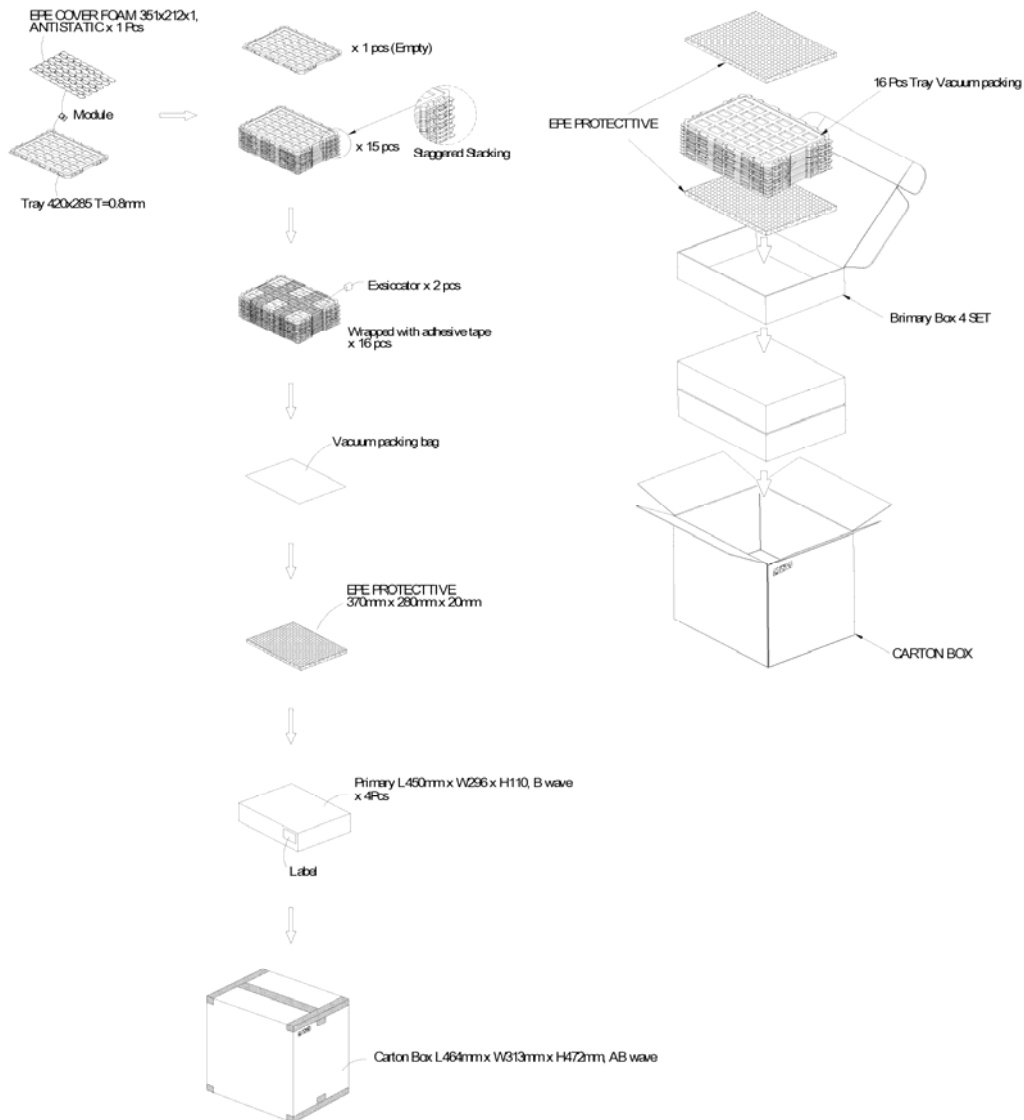 EPE COVER FOAM 351x212x1,
ANTISTATIC x 1 Pcs
Module
Tray 420x285 T=0.8mm
x 1 pcs (Empty)
x 15 pcs
Staggered Stacking
Exsiccator x 2 pcs
Wrapped with adhesive tape
x 16 pcs
Vacuum packing bag
EPE PROTECTTIVE
370mm x 280mm x 20mm
Primary L450mm x W296 x H110, B wave
x 4Pcs
Label
Carton Box L464mm x W313mm x H472mm, AB wave
16 Pcs Tray Vacuum packing
EPE PROTECTTIVE
Brimary Box 4 SET
CARTON BOX